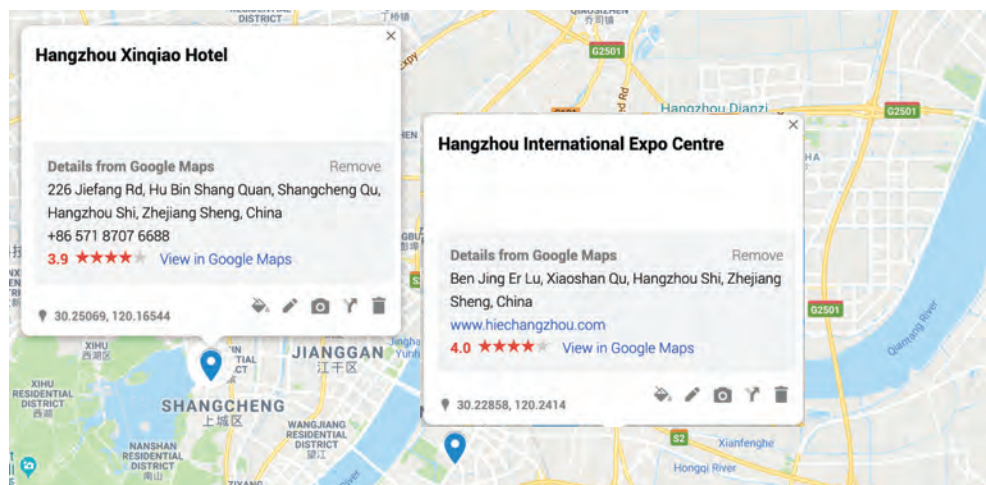 RESIDENTIAL
DISTRICT
丁桥镇
Hangzhou Xinqiao Hotel
Details from Google Maps Remove
226 Jiefang Rd, Hu Bin Shang Quan, Shangcheng Qu,
Hangzhou Shi, Zhejiang Sheng, China
+86 571 8707 6688
3.9 View in Google Maps
30.25069, 120.16544
G2501
Hangzhou Dianzi
G2501
Hangzhou International Expo Centre
Details from Google Maps Remove
Ben Jing Er Lu, Xiaoshan Qu, Hangzhou Shi, Zhejiang
Sheng, China
www.hiechangzhou.com
4.0 View in Google Maps
30.22858, 120.2414
G2501
Qiantang River
XIHU
西湖区
JIANGGAN
江干区
XIHU
RESIDENTIAL
DISTRICT
西湖
SHANGCHENG
上城区
WANGJIANG
RESIDENTIAL
DISTRICT
望江
NANSHAN
RESIDENTIAL
DISTRICT
南山
S2
Xianfenghe
Hongqi River